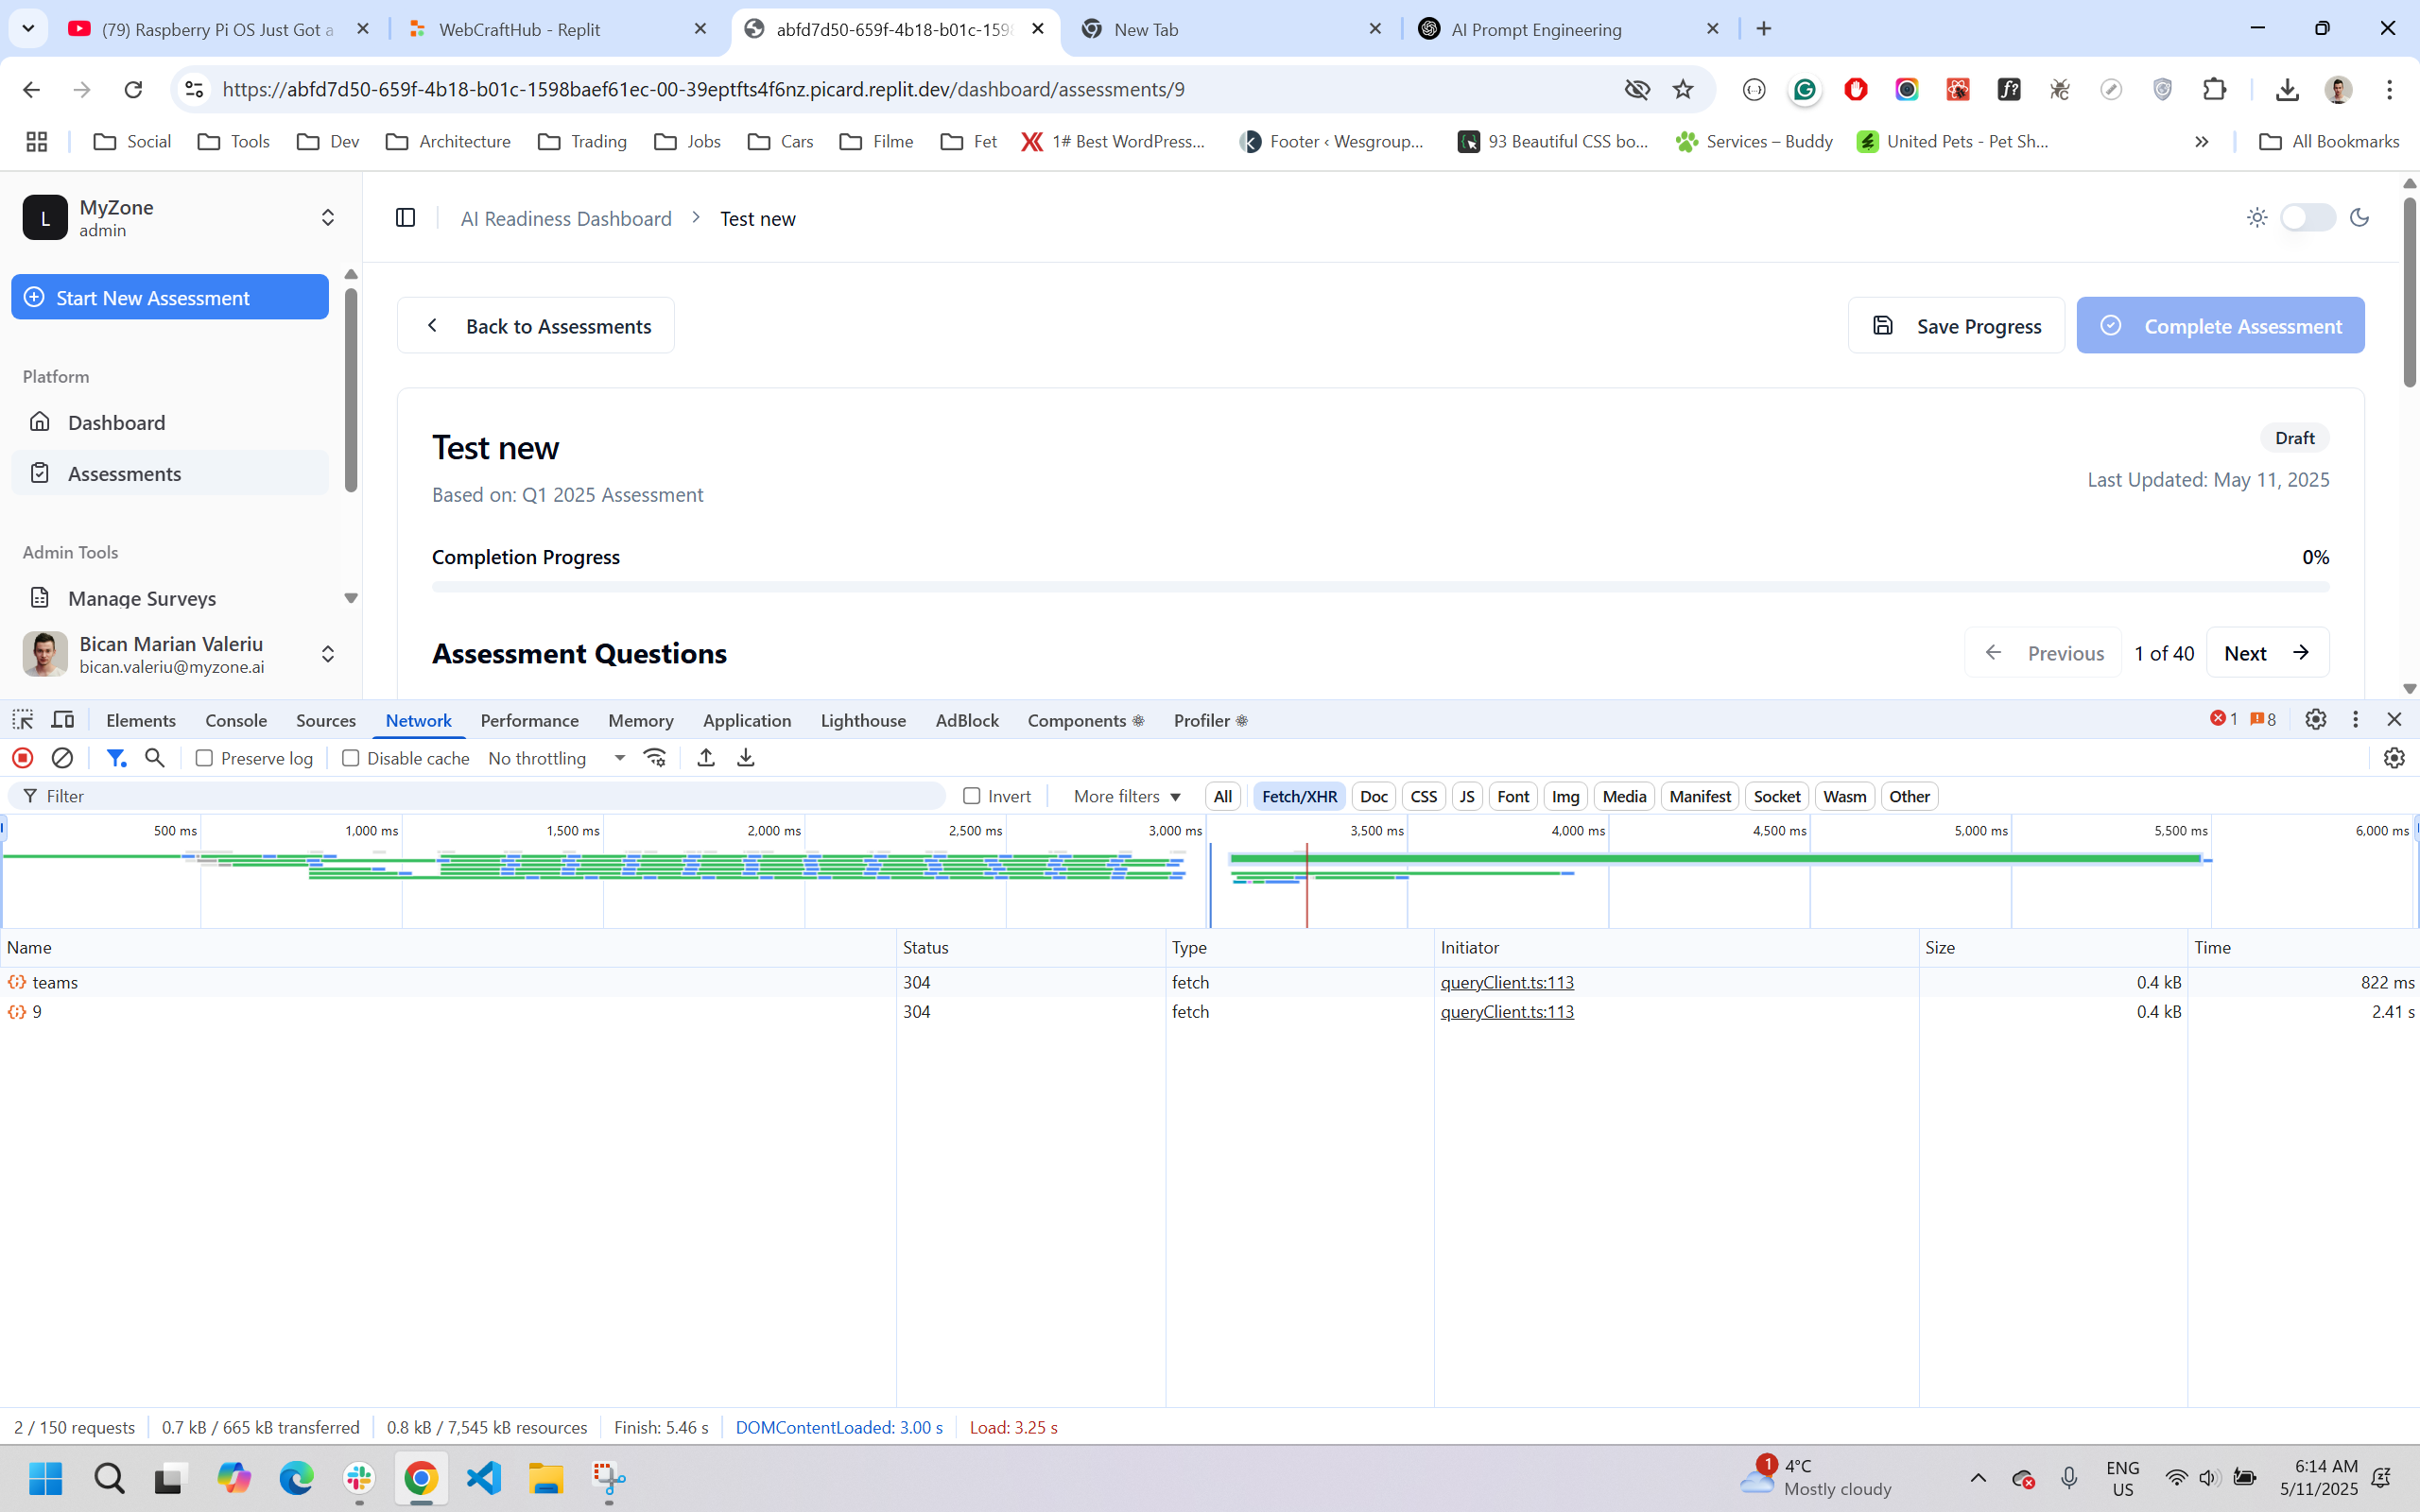 (79) Raspberry Pi OS Just Got a
WebCraftHub - Replit
abfd7d50-659f-4b18-b01c-1598
New Tab
AI Prompt Engineering
https://abfd7d50-659f-4b18-b01c-1598baef61ec-00-39eptfts4f6nz.picard.replit.dev/dashboard/assessments/9
Social
Tools
Dev
Architecture
Trading
Jobs
Cars
Filme
Fet
1# Best WordPress...
Footer ‹ Wesgroup...
93 Beautiful CSS bo...
Services – Buddy
United Pets - Pet Sh...
All Bookmarks
L
MyZone
admin
AI Readiness Dashboard
Test new
Start New Assessment
Back to Assessments
Save Progress
Complete Assessment
Platform
Dashboard
Assessments
Admin Tools
Manage Surveys
Bican Marian Valeriu
bican.valeriu@myzone.ai
Test new
Draft
Based on: Q1 2025 Assessment
Last Updated: May 11, 2025
Completion Progress
0%
Assessment Questions
Previous
1 of 40
Next
Elements
Console
Sources
Network
Performance
Memory
Application
Lighthouse
AdBlock
Components
Profiler
1
8
Preserve log
Disable cache
No throttling
Filter
Invert
More filters
All
Fetch/XHR
Doc
CSS
JS
Font
Img
Media
Manifest
Socket
Wasm
Other
500 ms
1,000 ms
1,500 ms
2,000 ms
2,500 ms
3,000 ms
3,500 ms
4,000 ms
4,500 ms
5,000 ms
5,500 ms
6,000 ms
Name Status Type Initiator Size Time
teams 304 fetch queryClient.ts:113 0.4 kB 822 ms
9 304 fetch queryClient.ts:113 0.4 kB 2.41 s
2 / 150 requests
0.7 kB / 665 kB transferred
0.8 kB / 7,545 kB resources
Finish: 5.46 s
DOMContentLoaded: 3.00 s
Load: 3.25 s
1
4°C
Mostly cloudy
ENG
US
6:14 AM
5/11/2025